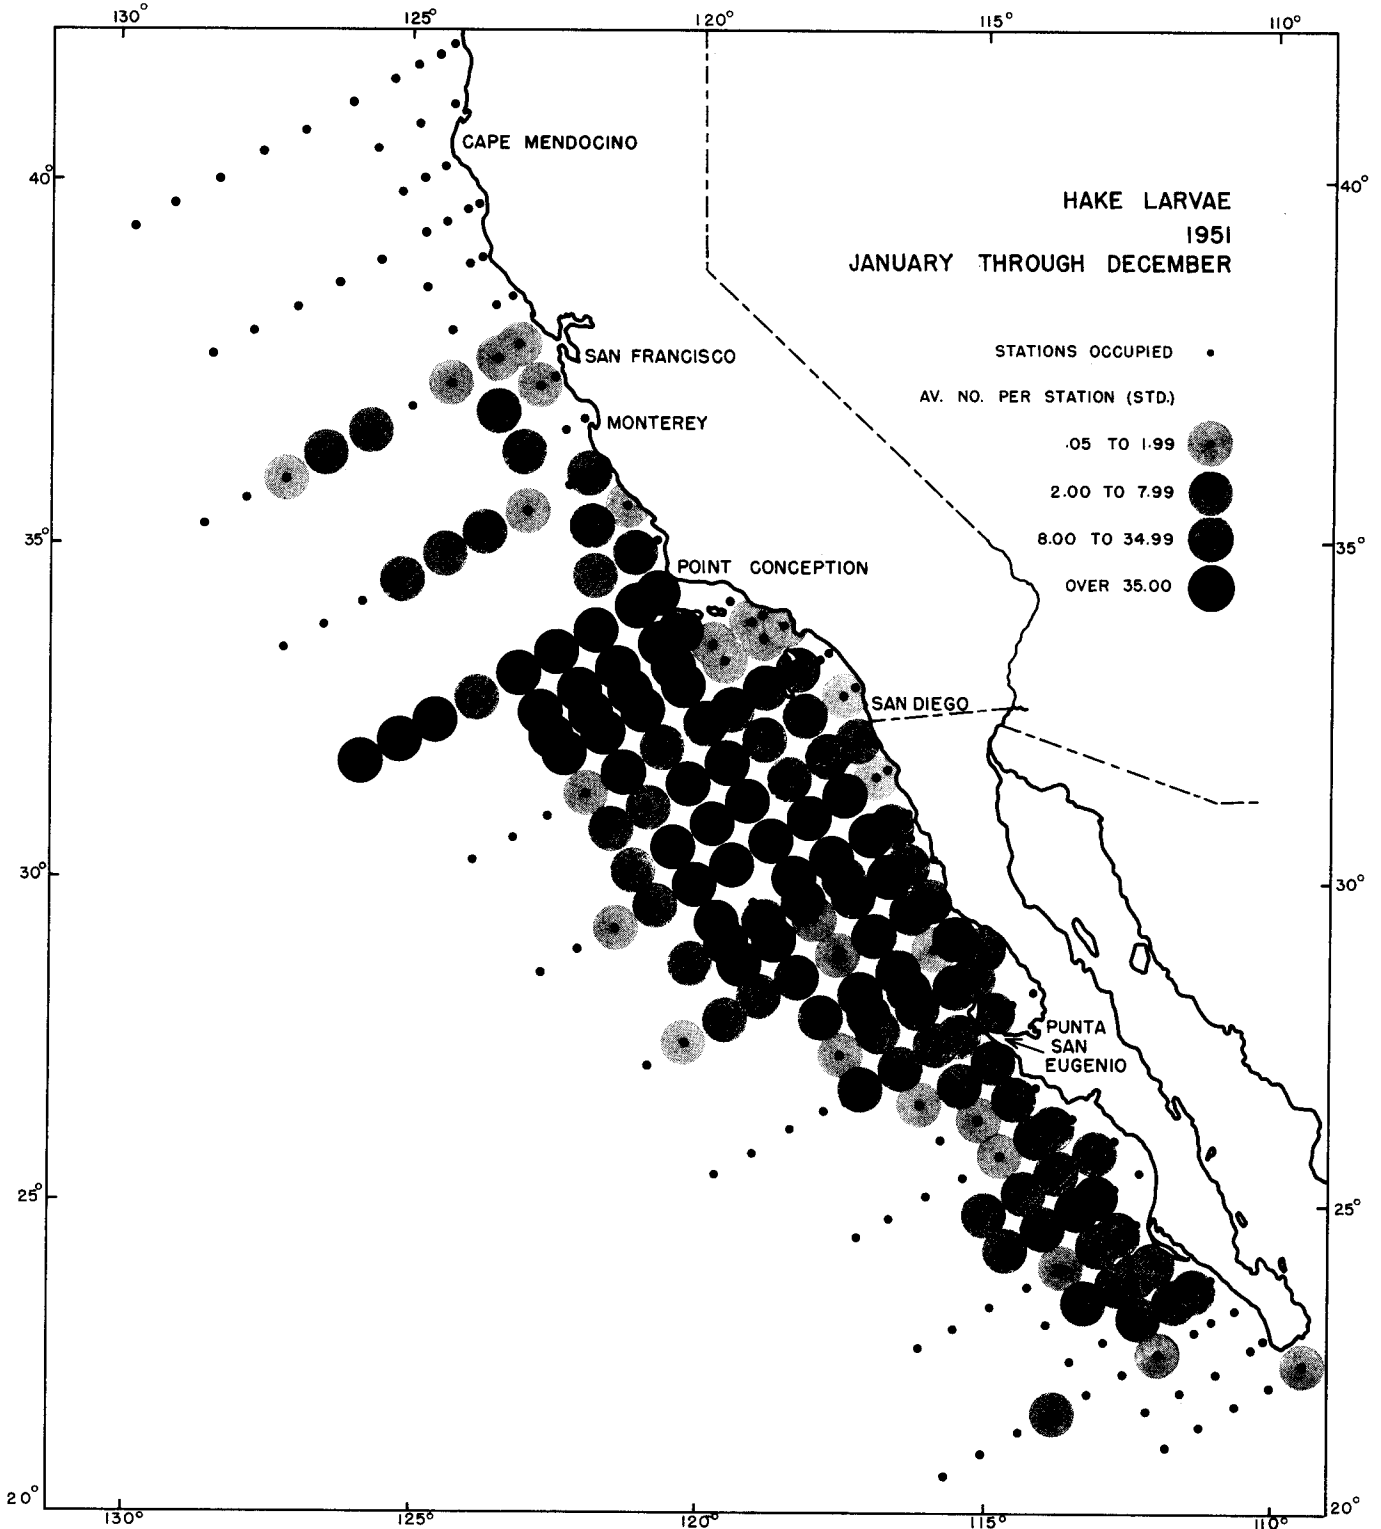 130° 125° 120° 115° 110°
CAPE MENDOCINO
40° 40°
HAKE LARVAE
1951
JANUARY THROUGH DECEMBER
STATIONS OCCUPIED
SAN FRANCISCO
AV. NO. PER STATION (STD.)
MONTEREY
.05 TO 1.99
2.00 TO 7.99
8.00 TO 34.99
35° 35°
POINT CONCEPTION
OVER 35.00
SAN DIEGO
30° 30°
PUNTA
SAN
EUGENIO
25° 25°
20° 20°
130° 125° 120° 115° 110°